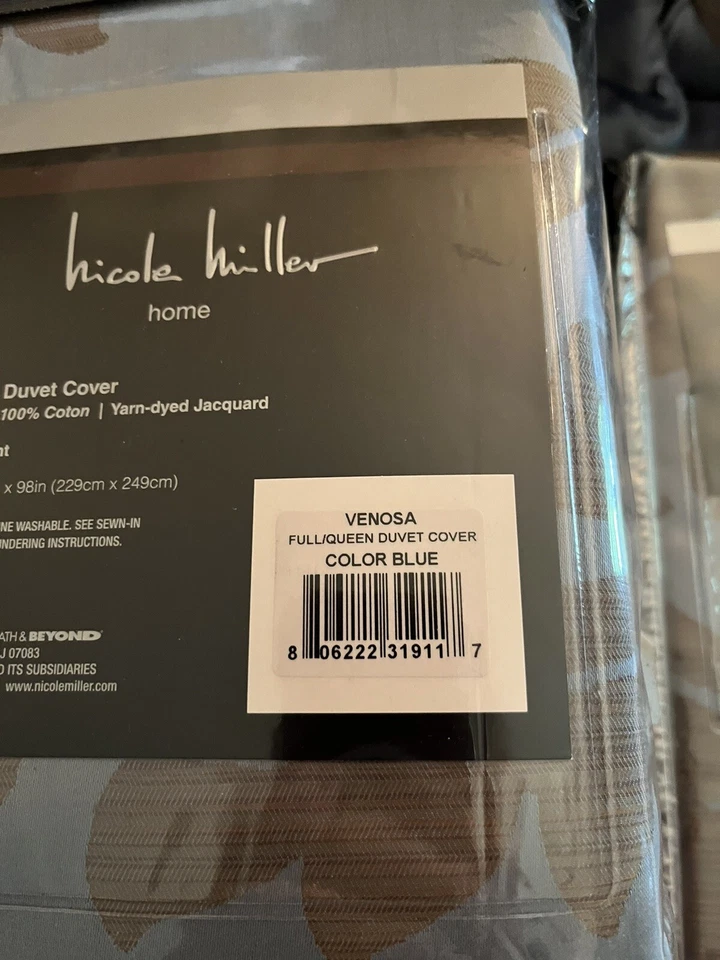 nicole miller
home
Duvet Cover
100% Coton | Yarn-dyed Jacquard
nt
x 98in (229cm x 249cm)
NE WASHABLE. SEE SEWN-IN
NDERING INSTRUCTIONS.
ATH & BEYOND
J 07083
D ITS SUBSIDIARIES
www.nicolemiller.com
VENOSA
FULL/QUEEN DUVET COVER
COLOR BLUE
8 06222 31911 7